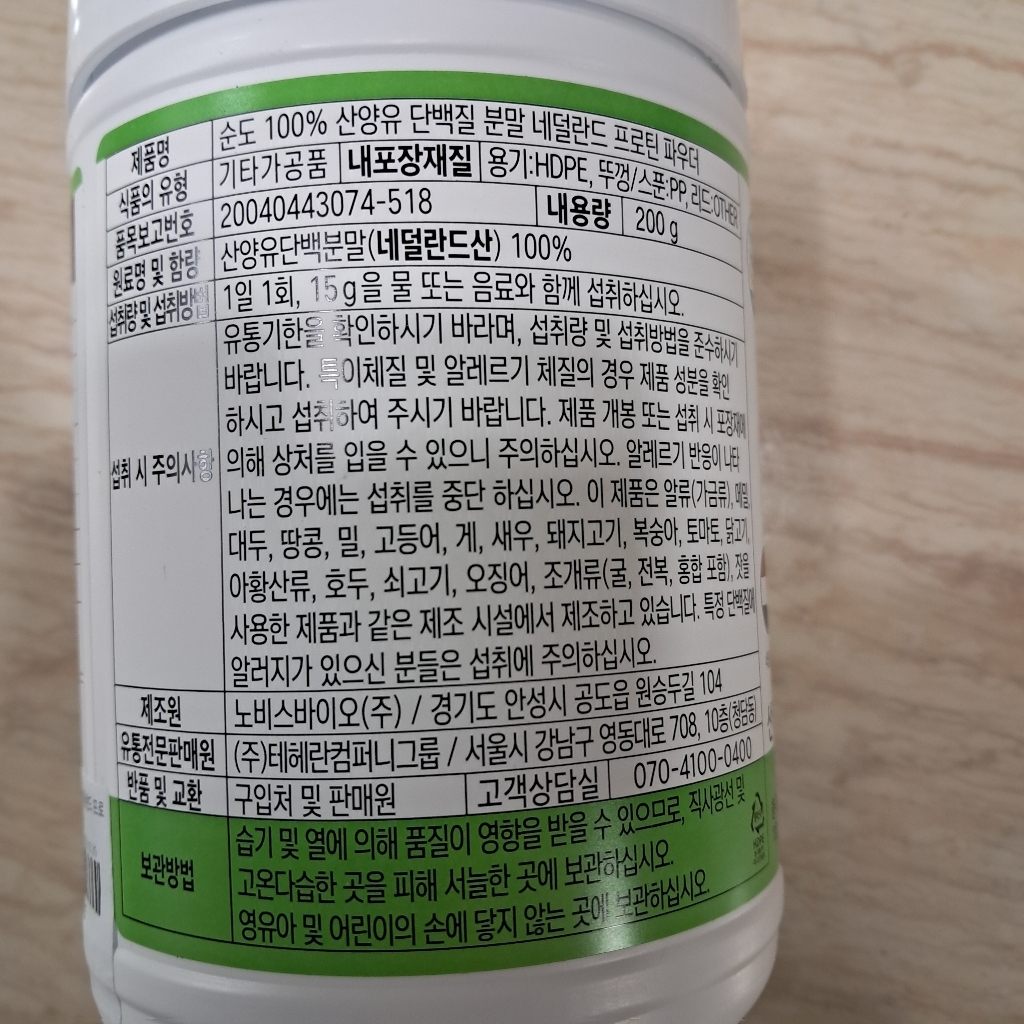 제품명 순도 100% 산양유 단백질 분말 네덜란드 프로틴 파우더
식품의 유형 기타가공품 내포장재질 용기:HDPE, 뚜껑/스푼:PP, 리드:OTHER
품목보고번호 20040443074-518 내용량 200 g
원료명 및 함량 산양유단백분말(네덜란드산) 100%
섭취량 및 섭취방법 1일 1회, 15g을 물 또는 음료와 함께 섭취하십시오.
섭취 시 주의사항
유통기한을 확인하시기 바라며, 섭취량 및 섭취방법을 준수하시기
바랍니다. 특이체질 및 알레르기 체질의 경우 제품 성분을 확인
하시고 섭취하여 주시기 바랍니다. 제품 개봉 또는 섭취 시 포장재에
의해 상처를 입을 수 있으니 주의하십시오. 알레르기 반응이 나타
나는 경우에는 섭취를 중단 하십시오. 이 제품은 알류(가금류), 메밀,
대두, 땅콩, 밀, 고등어, 게, 새우, 돼지고기, 복숭아, 토마토, 닭고기,
아황산류, 호두, 쇠고기, 오징어, 조개류(굴, 전복, 홍합 포함), 잣을
사용한 제품과 같은 제조 시설에서 제조하고 있습니다. 특정 단백질에
알러지가 있으신 분들은 섭취에 주의하십시오.
제조원 노비스바이오(주) / 경기도 안성시 공도읍 원승두길 104
유통전문판매원 (주)테헤란컴퍼니그룹 / 서울시 강남구 영동대로 708, 10층(청담동)
반품 및 교환 구입처 및 판매원 고객상담실 070-4100-0400
보관방법
습기 및 열에 의해 품질이 영향을 받을 수 있으므로, 직사광선 및
고온다습한 곳을 피해 서늘한 곳에 보관하십시오.
영유아 및 어린이의 손에 닿지 않는 곳에 보관하십시오.